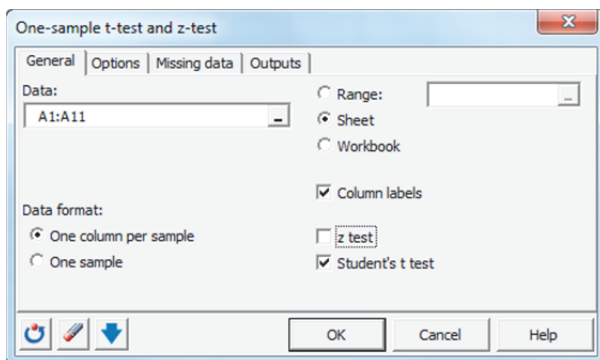 One-sample t-test and z-test
General
Options
Missing data
Outputs
Data:
A1:A11
Range:
Sheet
Workbook
Column labels
Data format:
One column per sample
One sample
z test
Student's t test
OK
Cancel
Help